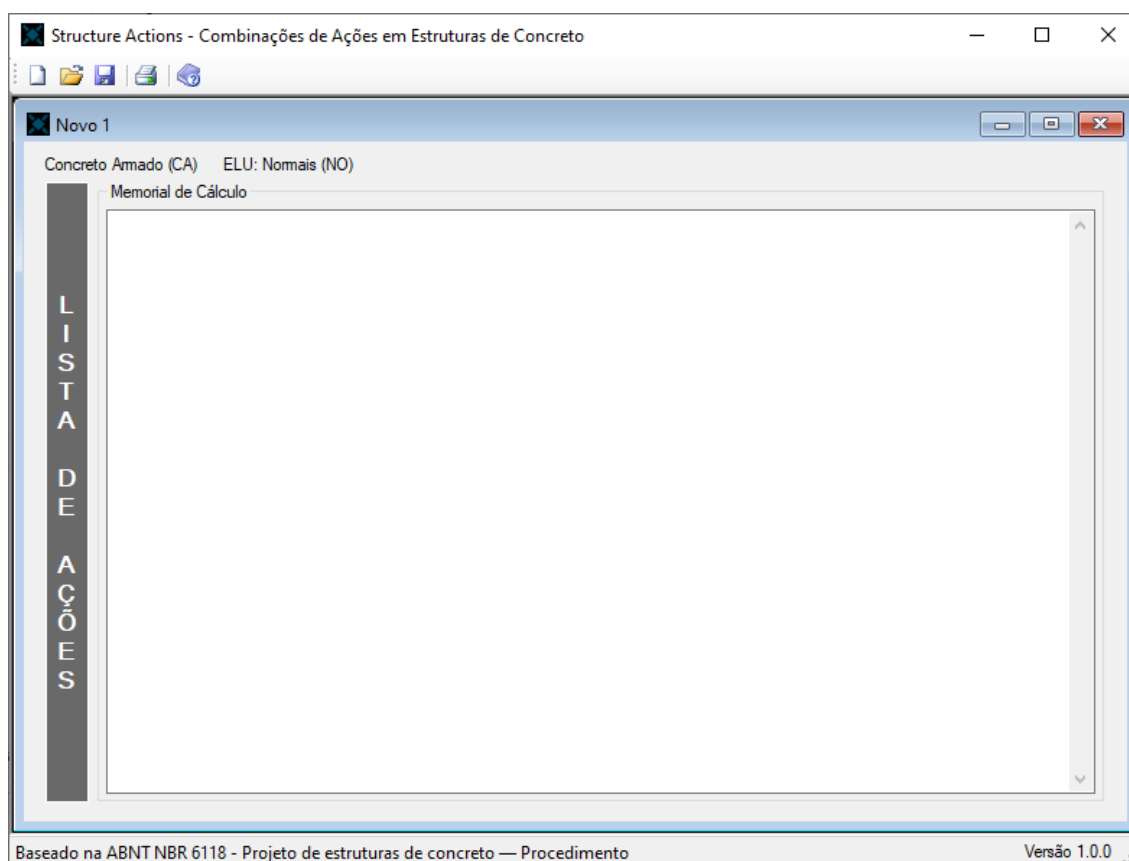 Structure Actions - Combinações de Ações em Estruturas de Concreto
Novo 1
Concreto Armado (CA) ELU: Normais (NO)
Memorial de Cálculo
L
I
S
T
A
D
E
A
Ç
Õ
E
S
Baseado na ABNT NBR 6118 - Projeto de estruturas de concreto — Procedimento Versão 1.0.0